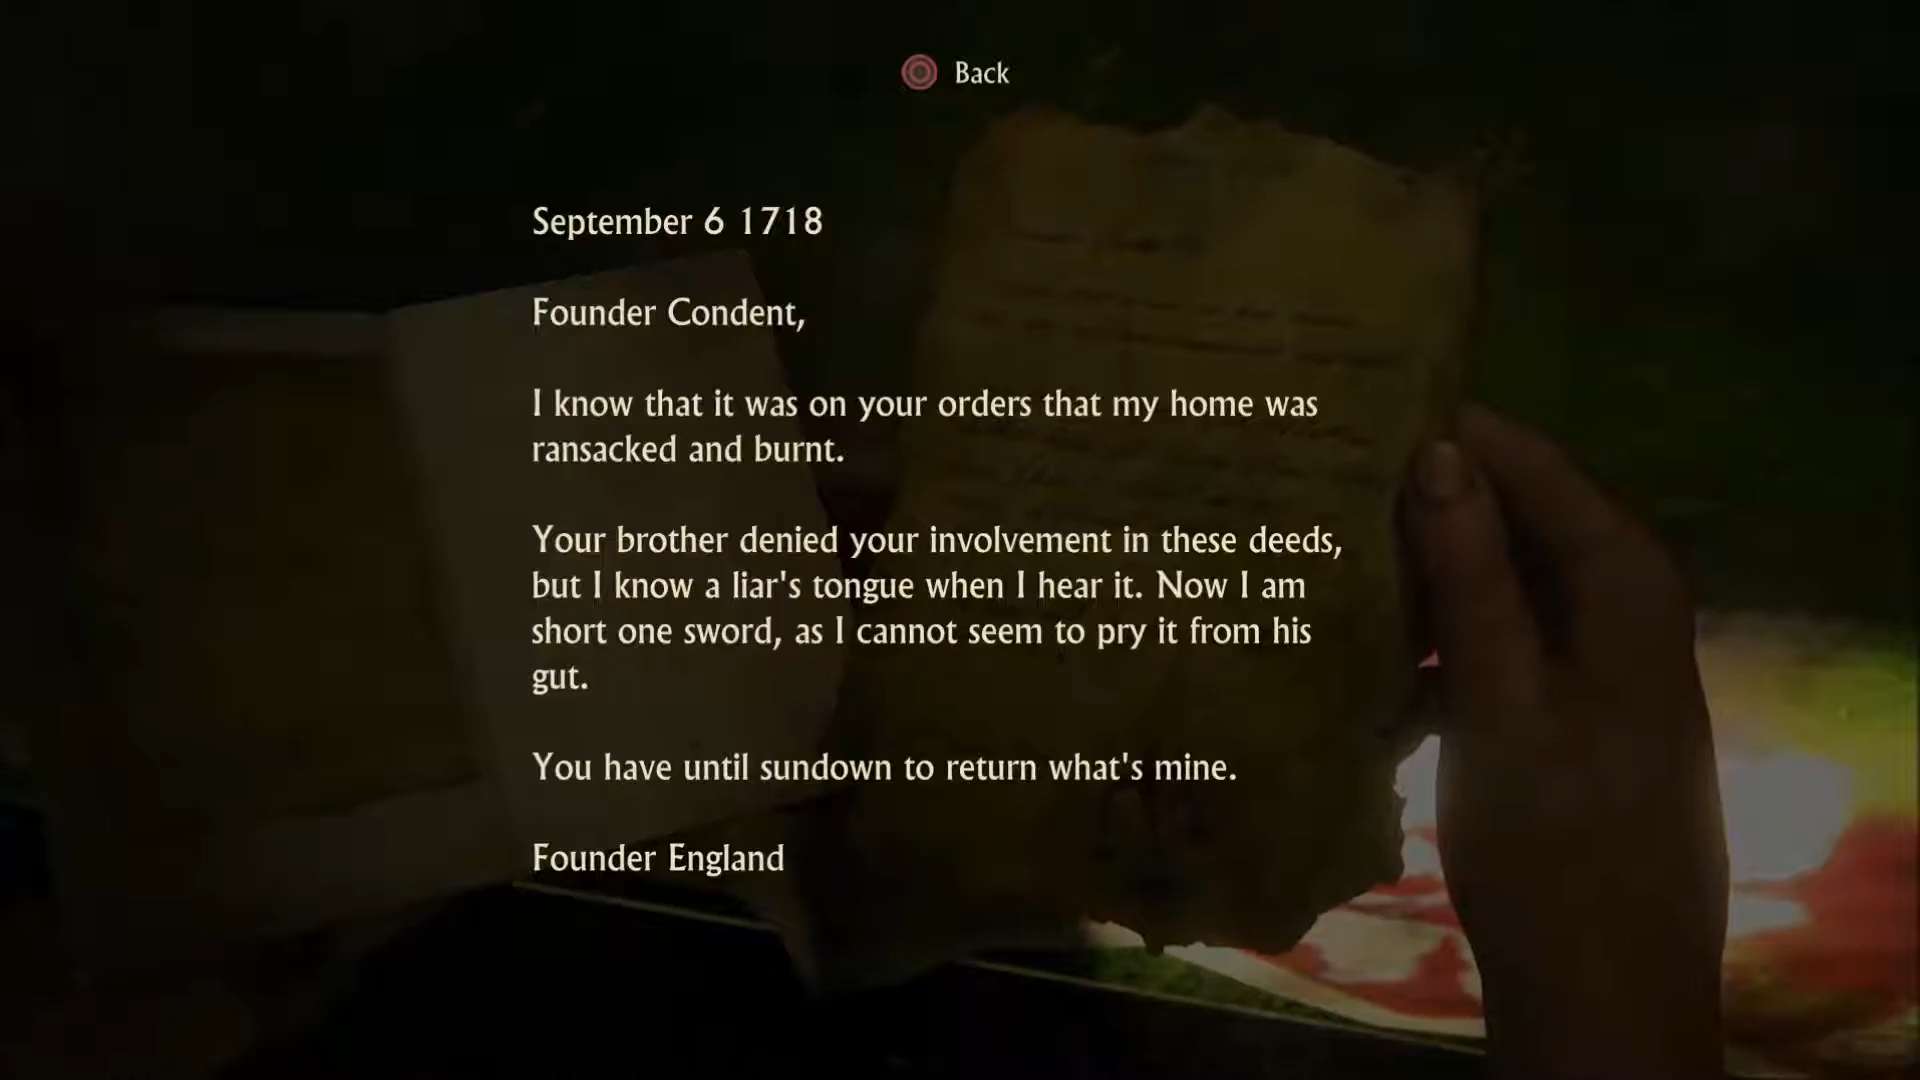 Back
September 6 1718
Founder Condent,
I know that it was on your orders that my home was
ransacked and burnt.
Your brother denied your involvement in these deeds,
but I know a liar's tongue when I hear it. Now I am
short one sword, as I cannot seem to pry it from his
gut.
You have until sundown to return what's mine.
Founder England